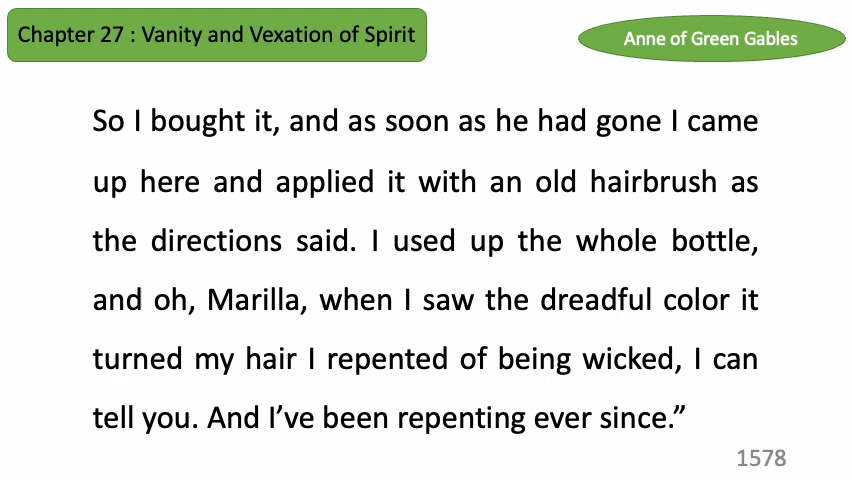 Chapter 27 : Vanity and Vexation of Spirit
Anne of Green Gables
So I bought it, and as soon as he had gone I came
up here and applied it with an old hairbrush as
the directions said. I used up the whole bottle,
and oh, Marilla, when I saw the dreadful color it
turned my hair I repented of being wicked, I can
tell you. And I’ve been repenting ever since.”
1578